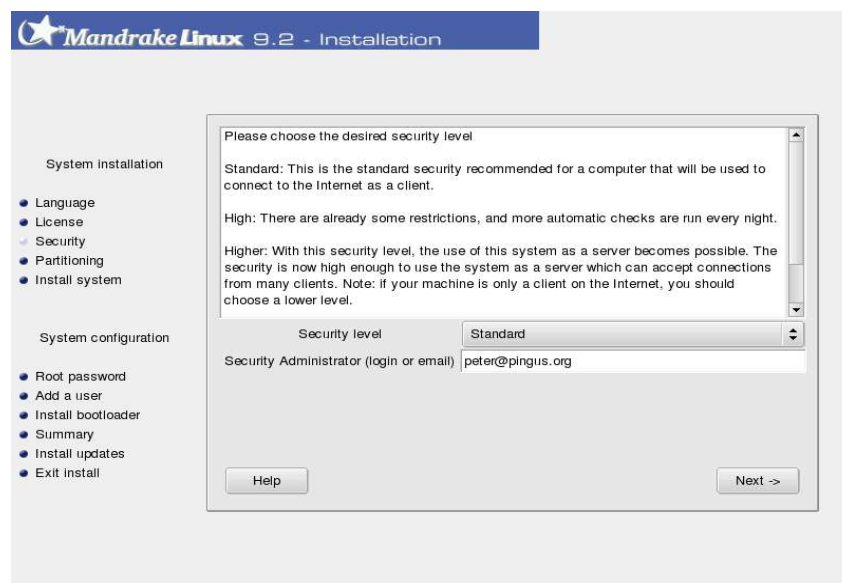 Mandrake Linux 9.2 - Installation
System installation
Language
License
Security
Partitioning
Install system
System configuration
Root password
Add a user
Install bootloader
Summary
Install updates
Exit install
Please choose the desired security level
Standard: This is the standard security recommended for a computer that will be used to
connect to the Internet as a client.
High: There are already some restrictions, and more automatic checks are run every night.
Higher: With this security level, the use of this system as a server becomes possible. The
security is now high enough to use the system as a server which can accept connections
from many clients. Note: if your machine is only a client on the Internet, you should
choose a lower level.
Security level Standard
Security Administrator (login or email) peter@pingus.org
Help Next ->